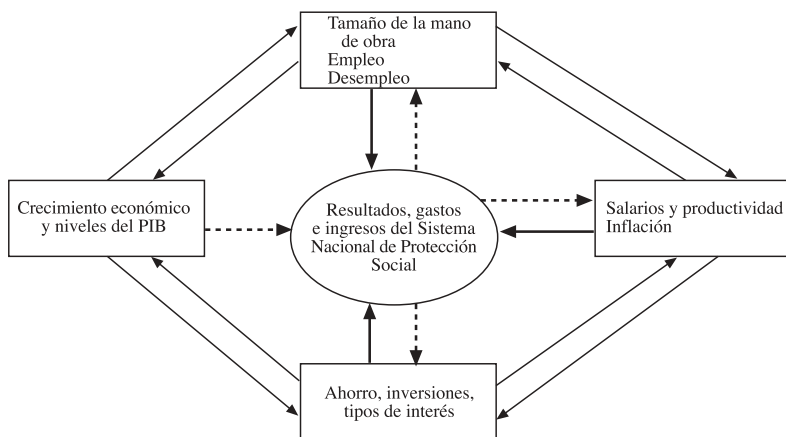 Tamaño de la mano
de obra
Empleo
Desempleo
Crecimiento económico
y niveles del PIB
Resultados, gastos
e ingresos del Sistema
Nacional de Protección
Social
Salarios y productividad
Inflación
Ahorro, inversiones,
tipos de interés